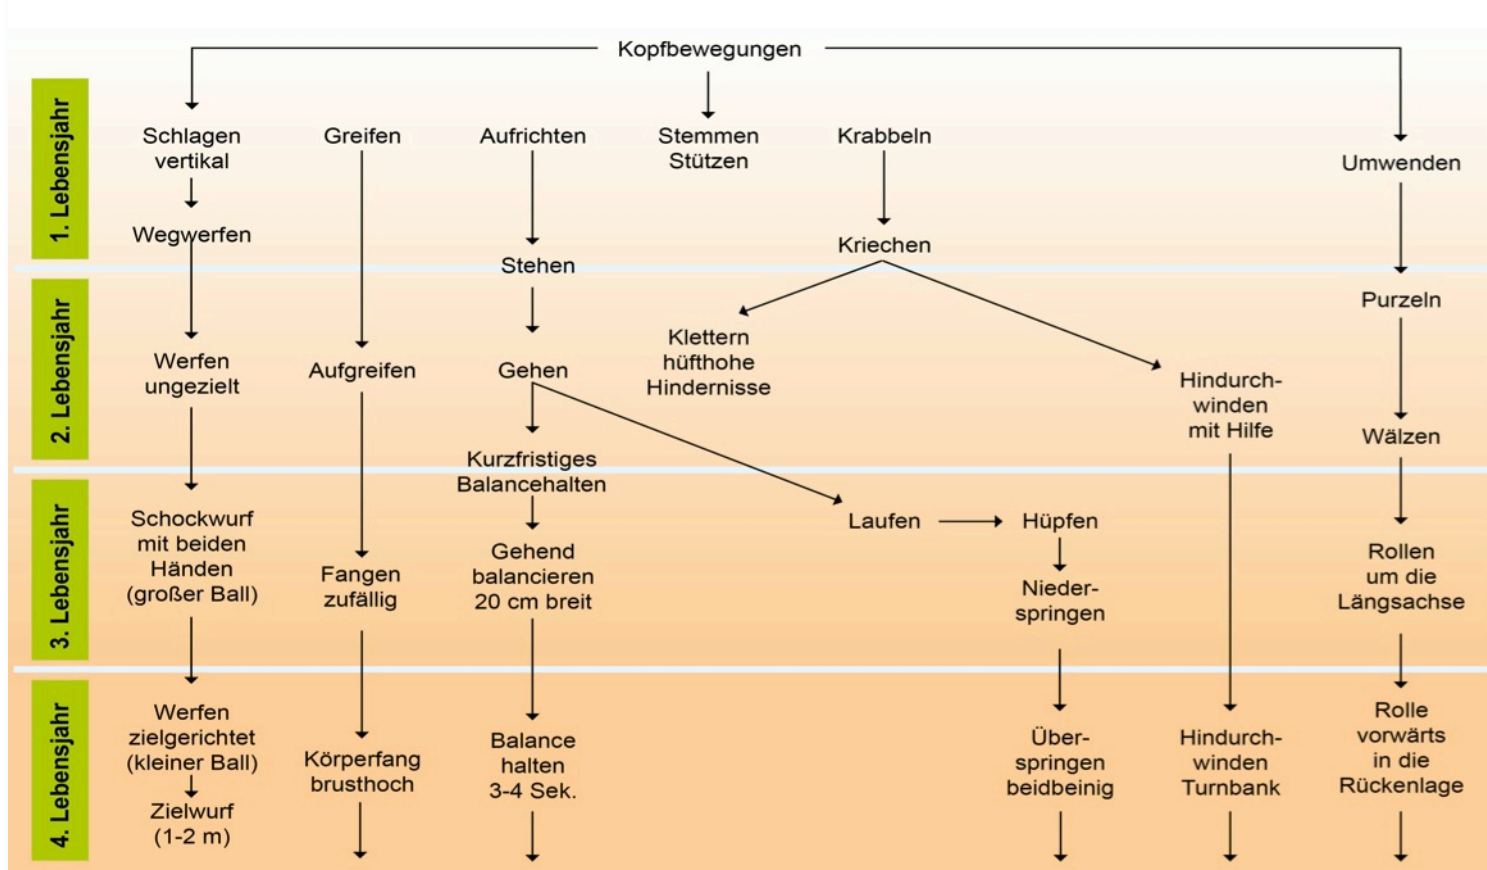 Kopfbewegungen
1. Lebensjahr
Schlagen
vertikal
Greifen
Aufrichten
Stemmen
Stützen
Krabbeln
Umwenden
Wegwerfen
Kriechen
Stehen
2. Lebensjahr
Purzeln
Klettern
hüfthohe
Hindernisse
Werfen
ungezielt
Aufgreifen
Gehen
Hindurch-
winden
mit Hilfe
Wälzen
Kurzfristiges
Balancehalten
3. Lebensjahr
Schockwurf
mit beiden
Händen
(großer Ball)
Fangen
zufällig
Gehend
balancieren
20 cm breit
Laufen
Hüpfen
Nieder-
springen
Rollen
um die
Längsachse
4. Lebensjahr
Werfen
zielgerichtet
(kleiner Ball)
Zielwurf
(1-2 m)
Körperfang
brusthoch
Balance
halten
3-4 Sek.
Über-
springen
beidbeinig
Hindurch-
winden
Turnbank
Rolle
vorwärts
in die
Rückenlage